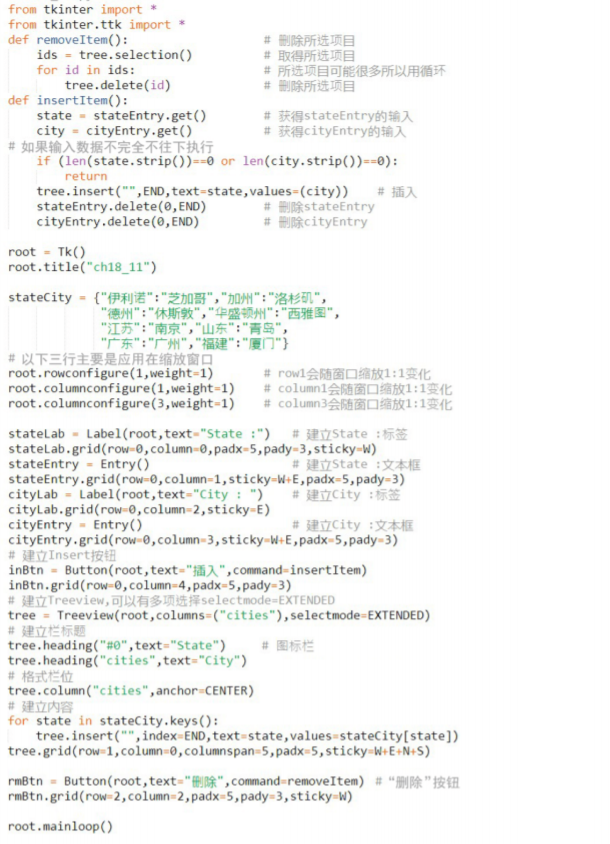 from tkinter import *
from tkinter.ttk import *
def removeItem():                # 删除所选项目
    ids = tree.selection()       # 取得所选项目
    for id in ids:               # 所选项目可能很多所以用循环
        tree.delete(id)          # 删除所选项目
def insertItem():
    state = stateEntry.get()     # 获得stateEntry的输入
    city = cityEntry.get()       # 获得cityEntry的输入
# 如果输入数据不完全不往下执行
    if (len(state.strip())==0 or len(city.strip())==0):
        return
    tree.insert("",END,text=state,values=(city))    # 插入
    stateEntry.delete(0,END)     # 删除stateEntry
    cityEntry.delete(0,END)      # 删除cityEntry

root = Tk()
root.title("ch18_11")

stateCity = {"伊利诺":"芝加哥","加州":"洛杉矶",
             "德州":"休斯敦","华盛顿州":"西雅图",
             "江苏":"南京","山东":"青岛",
             "广东":"广州","福建":"厦门"}
# 以下三行主要是应用在缩放窗口
root.rowconfigure(1,weight=1)        # row1会随窗口缩放1:1变化
root.columnconfigure(1,weight=1)     # column1会随窗口缩放1:1变化
root.columnconfigure(3,weight=1)     # column3会随窗口缩放1:1变化

stateLab = Label(root,text="State :")   # 建立State :标签
stateLab.grid(row=0,column=0,padx=5,pady=3,sticky=W)
stateEntry = Entry()                    # 建立State :文本框
stateEntry.grid(row=0,column=1,sticky=W+E,padx=5,pady=3)
cityLab = Label(root,text="City : ")    # 建立City :标签
cityLab.grid(row=0,column=2,sticky=E)
cityEntry = Entry()                     # 建立City :文本框
cityEntry.grid(row=0,column=3,sticky=W+E,padx=5,pady=3)
# 建立Insert按钮
inBtn = Button(root,text="插入",command=insertItem)
inBtn.grid(row=0,column=4,padx=5,pady=3)
# 建立Treeview,可以有多项选择selectmode=EXTENDED
tree = Treeview(root,columns=("cities"),selectmode=EXTENDED)
# 建立栏标题
tree.heading("#0",text="State")     # 图标栏
tree.heading("cities",text="City")
# 格式栏位
tree.column("cities",anchor=CENTER)
# 建立内容
for state in stateCity.keys():
    tree.insert("",index=END,text=state,values=stateCity[state])
tree.grid(row=1,column=0,columnspan=5,padx=5,sticky=W+E+N+S)

rmBtn = Button(root,text="删除",command=removeItem) # “删除”按钮
rmBtn.grid(row=2,column=2,padx=5,pady=3,sticky=W)

root.mainloop()